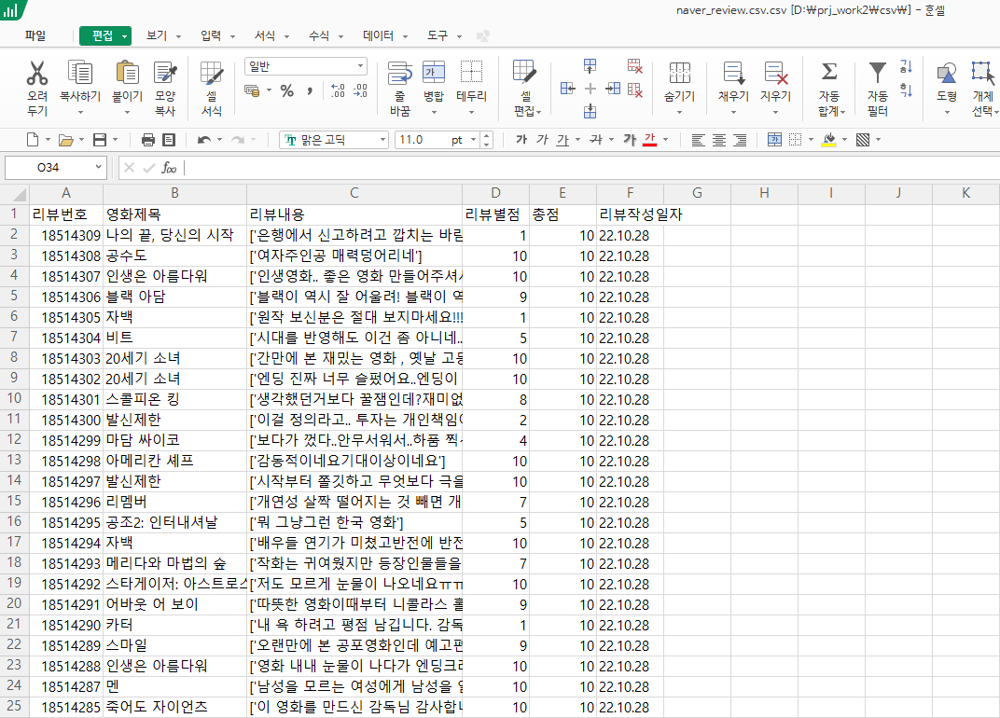 naver_review.csv.csv [D:₩prj_work2₩csv₩] - 훈셀
파일 편집 보기 입력 서식 수식 데이터 도구
일반
오려 두기 복사하기 붙이기 모양 복사 셀 서식 줄 바꿈 병합 테두리 셀 편집 숨기기 채우기 지우기 자동 합계 자동 필터 도형 개체 선택
맑은 고딕 11.0 pt 가 가 가 가 가 가
O34
A B C D E F G H I J K
1 리뷰번호 영화제목 리뷰내용 리뷰별점 총점 리뷰작성일자
2 18514309 나의 끝, 당신의 시작 ['은행에서 신고하려고 깝치는 바람 1 10 22.10.28
3 18514308 공수도 ['여자주인공 매력덩어리네'] 10 10 22.10.28
4 18514307 인생은 아름다워 ['인생영화.. 좋은 영화 만들어주셔서 10 10 22.10.28
5 18514306 블랙 아담 ['블랙이 역시 잘 어울려! 블랙이 역 9 10 22.10.28
6 18514305 자백 ['원작 보신분은 절대 보지마세요!!! 1 10 22.10.28
7 18514304 비트 ['시대를 반영해도 이건 좀 아니네.. 5 10 22.10.28
8 18514303 20세기 소녀 ['간만에 본 재밌는 영화 , 옛날 고등 10 10 22.10.28
9 18514302 20세기 소녀 ['엔딩 진짜 너무 슬펐어요..엔딩이 10 10 22.10.28
10 18514301 스콜피온 킹 ['생각했던거보다 꿀잼인데?재미없 8 10 22.10.28
11 18514300 발신제한 ['이걸 정의라고.. 투자는 개인책임 2 10 22.10.28
12 18514299 마담 싸이코 ['보다가 껐다..안무서워서..하품 찍 4 10 22.10.28
13 18514298 아메리칸 셰프 ['감동적이네요기대이상이네요'] 10 10 22.10.28
14 18514297 발신제한 ['시작부터 쫄깃하고 무엇보다 극을 10 10 22.10.28
15 18514296 리멤버 ['개연성 살짝 떨어지는 것 빼면 개 7 10 22.10.28
16 18514295 공조2: 인터내셔날 ['뭐 그냥그런 한국 영화'] 5 10 22.10.28
17 18514294 자백 ['배우들 연기가 미쳤고반전에 반전 10 10 22.10.28
18 18514293 메리다와 마법의 숲 ['작화는 귀여웠지만 등장인물들을 7 10 22.10.28
19 18514292 스타게이저: 아스트로스 ['저도 모르게 눈물이 나오네요ㅠㅠ 10 10 22.10.28
20 18514291 어바웃 어 보이 ['따뜻한 영화이때부터 니콜라스 홀 9 10 22.10.28
21 18514290 카터 ['내 욕 하려고 평점 남깁니다. 감독 1 10 22.10.28
22 18514289 스마일 ['오랜만에 본 공포영화인데 예고편 9 10 22.10.28
23 18514288 인생은 아름다워 ['영화 내내 눈물이 나다가 엔딩크레 10 10 22.10.28
24 18514287 멘 ['남성을 모르는 여성에게 남성을 10 10 22.10.28
25 18514285 죽어도 자이언츠 ['이 영화를 만드신 감독님 감사합니 10 10 22.10.28